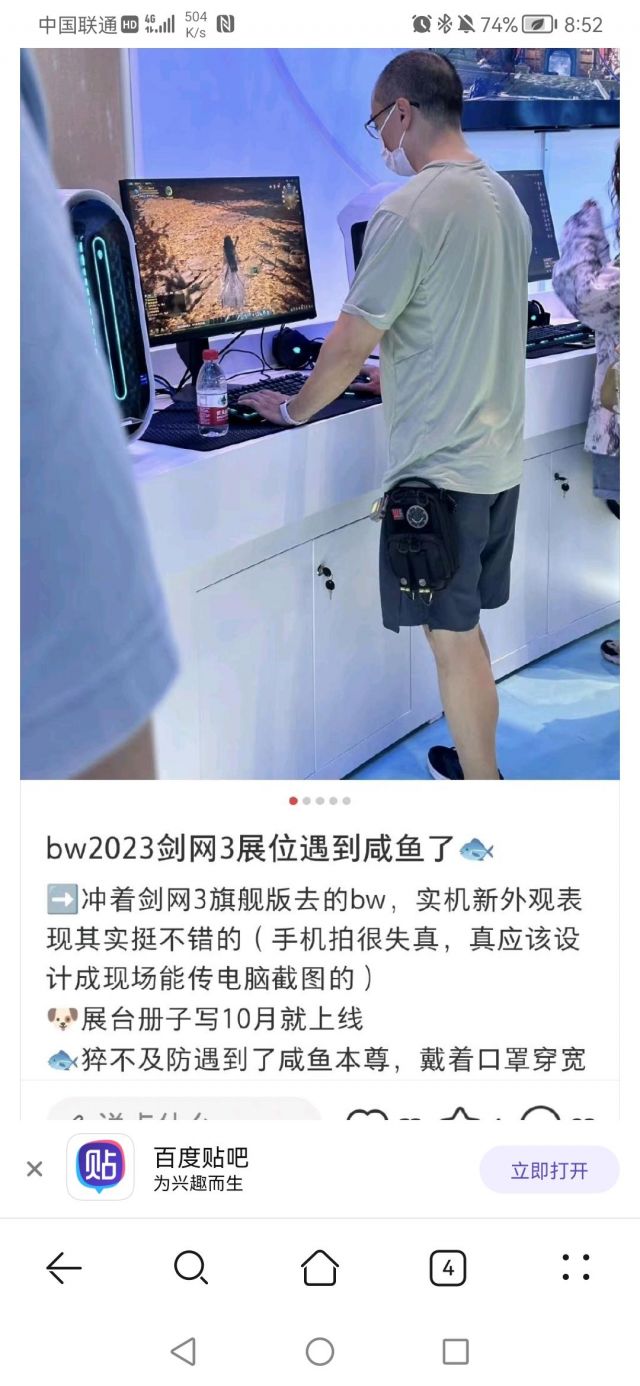 中国联通 HD 4G 504 K/s 74% 8:52
bw2023剑网3展位遇到咸鱼了🐟
➡️冲着剑网3旗舰版去的bw，实机新外观表
现其实挺不错的（手机拍很失真，真应该设
计成现场能传电脑截图的）
🐶展台册子写10月就上线
🐟猝不及防遇到了咸鱼本尊，戴着口罩穿宽
贴
百度贴吧
立即打开
为兴趣而生
4